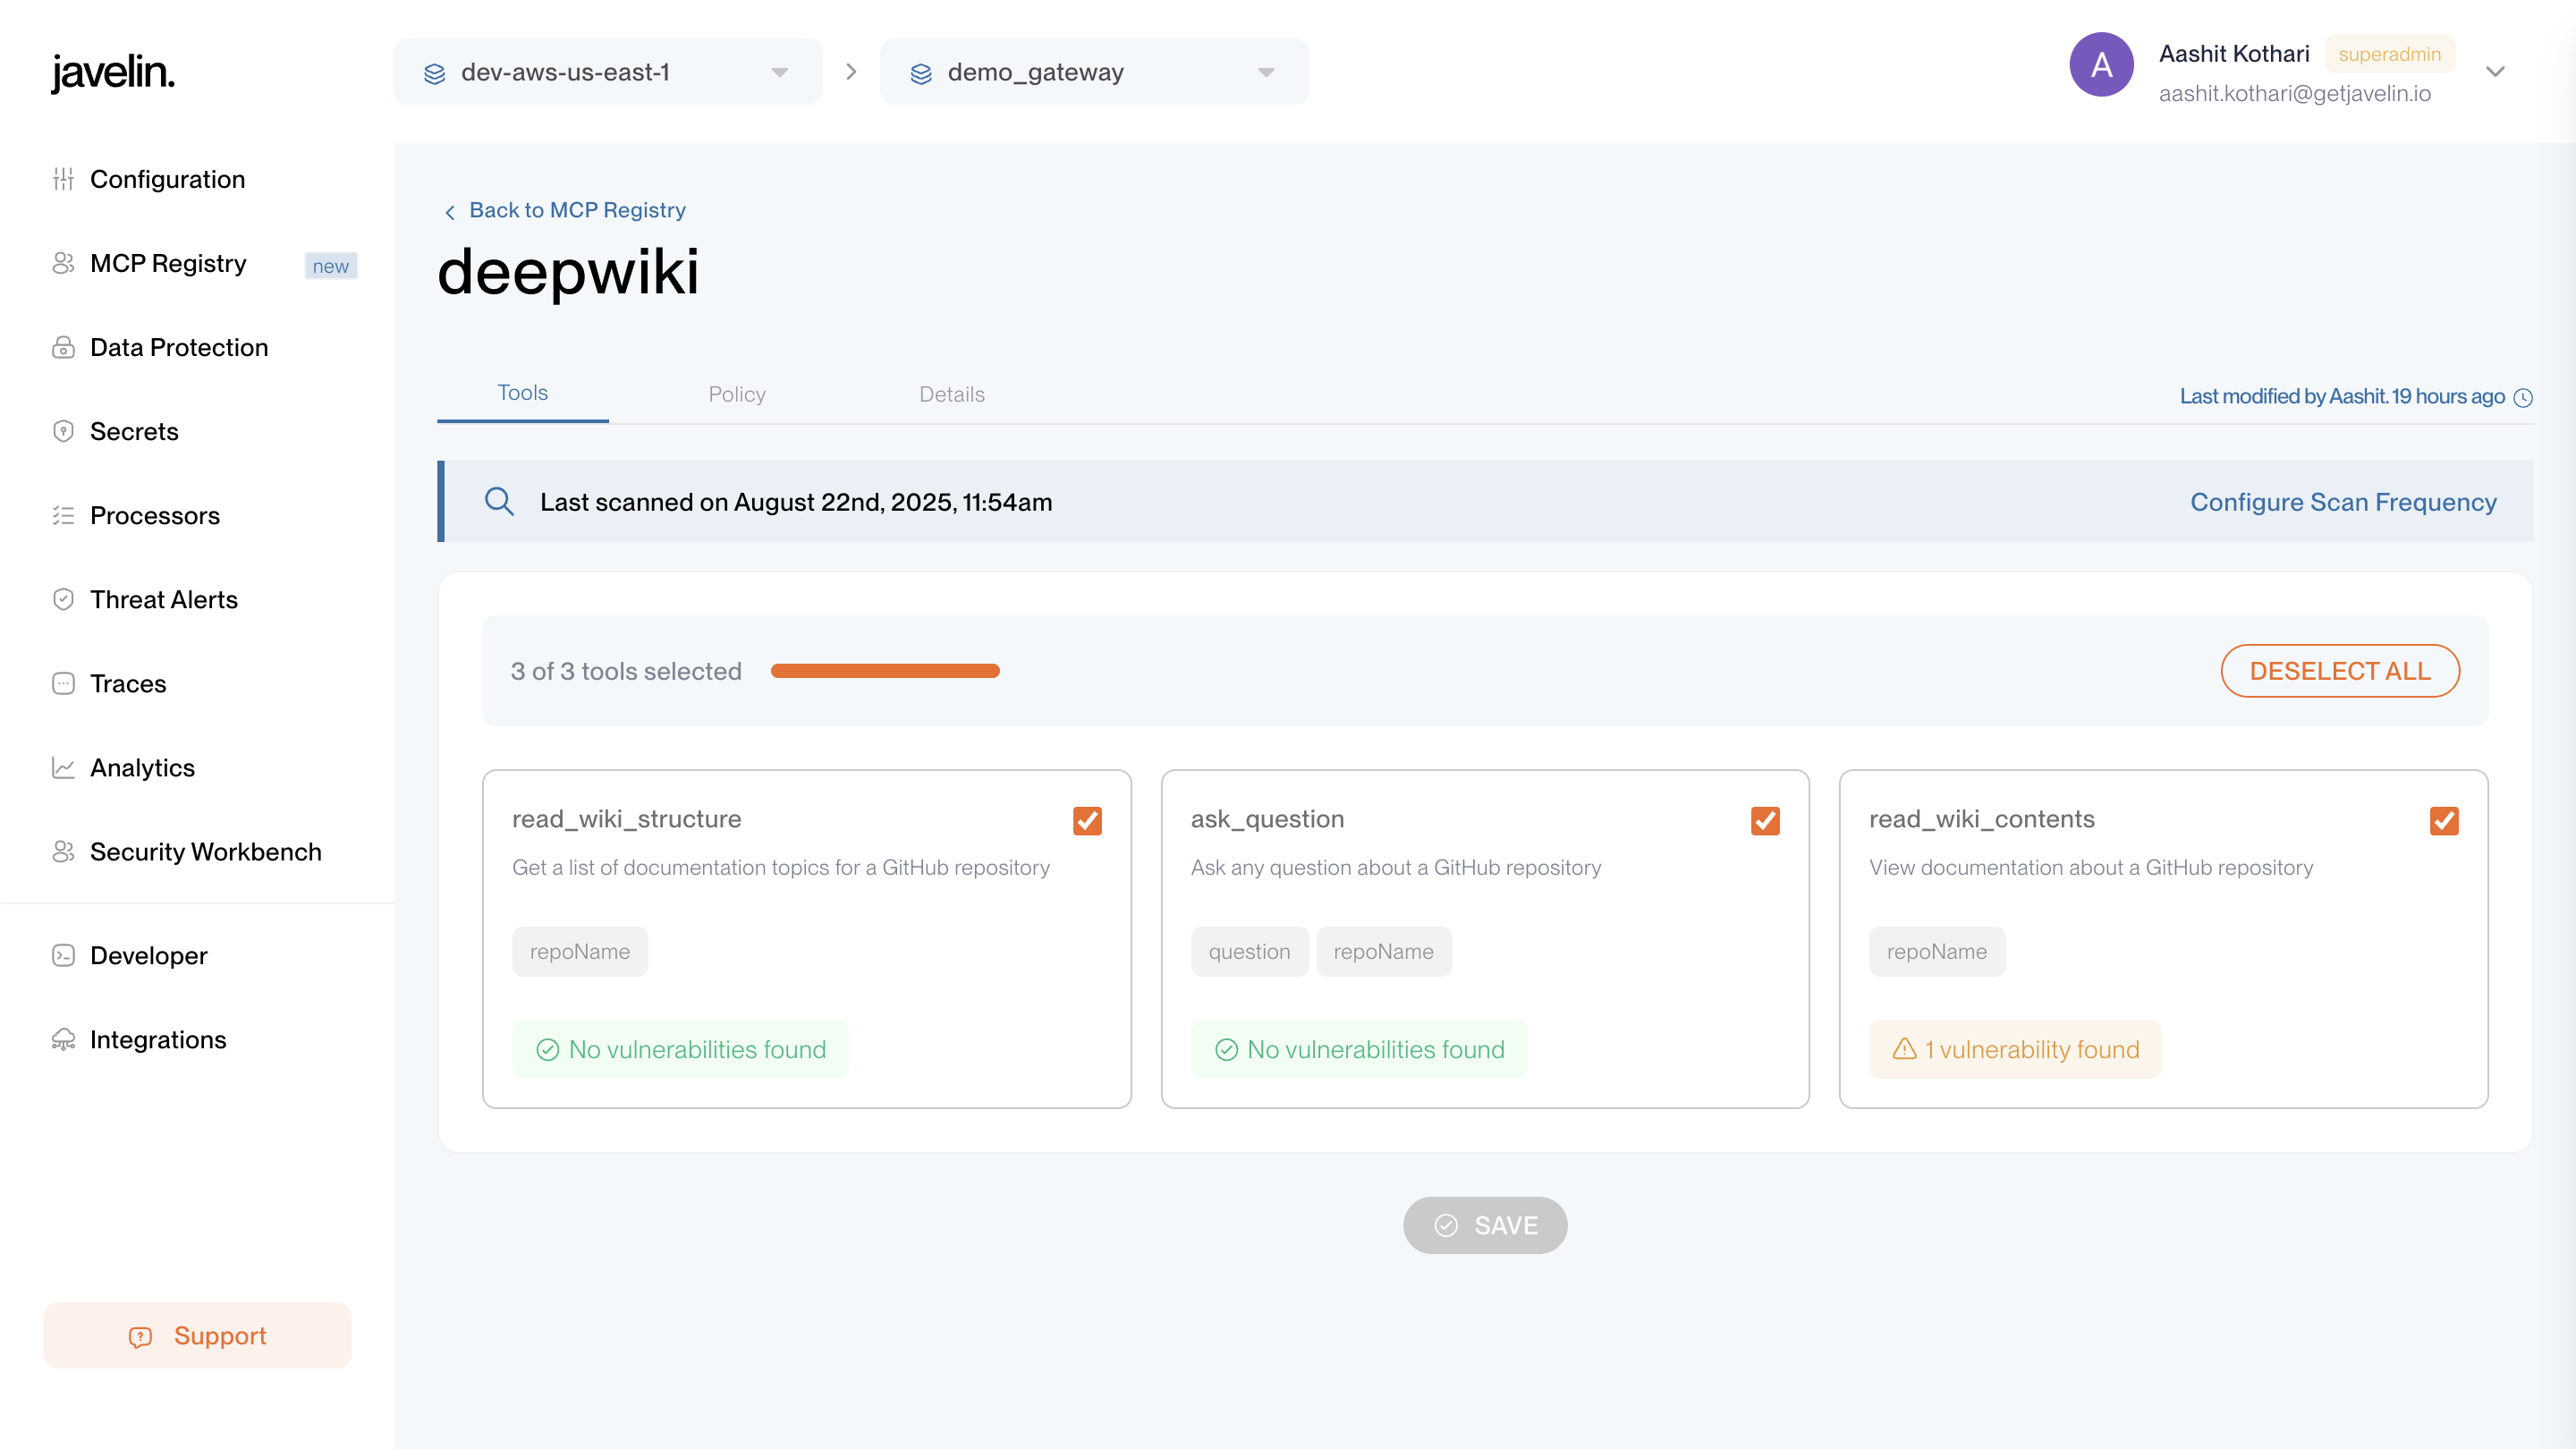 javelin.
dev-aws-us-east-1
demo_gateway
A
Aashit Kothari
superadmin
aashit.kothari@getjavelin.io
Configuration
MCP Registry
new
Data Protection
Secrets
Processors
Threat Alerts
Traces
Analytics
Security Workbench
Developer
Integrations
Support
Back to MCP Registry
deepwiki
Tools
Policy
Details
Last modified by Aashit. 19 hours ago
Last scanned on August 22nd, 2025, 11:54am
Configure Scan Frequency
3 of 3 tools selected
DESELECT ALL
read_wiki_structure
Get a list of documentation topics for a GitHub repository
repoName
No vulnerabilities found
ask_question
Ask any question about a GitHub repository
question
repoName
No vulnerabilities found
read_wiki_contents
View documentation about a GitHub repository
repoName
1 vulnerability found
SAVE